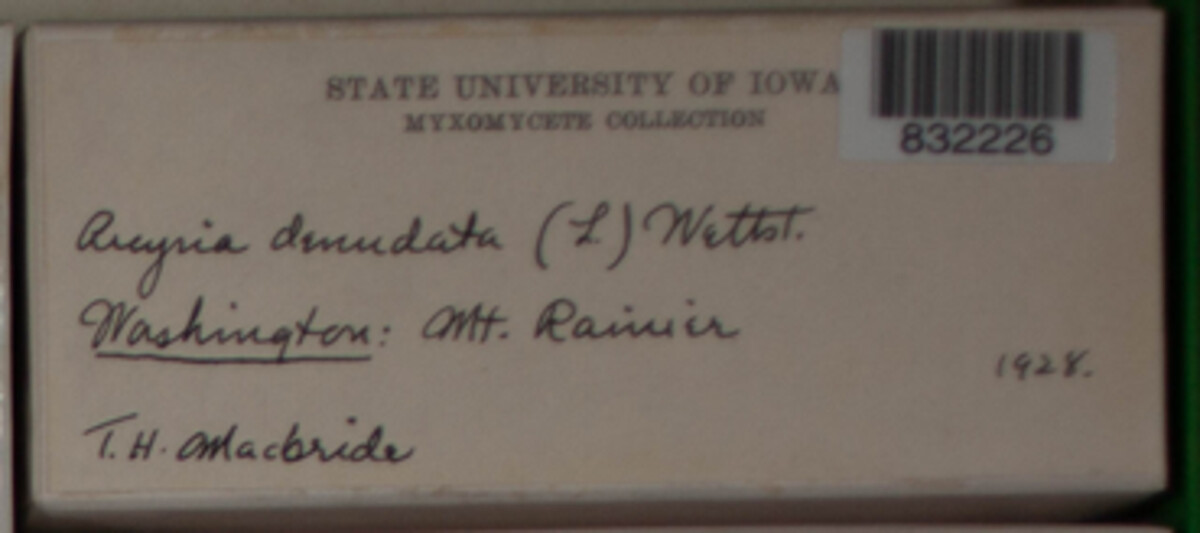 STATE UNIVERSITY OF IOWA
MYXOMYCETE COLLECTION
832226
Arcyria denudata (L.) Wettst.
Washington: Mt. Rainier
1928.
T. H. Macbride